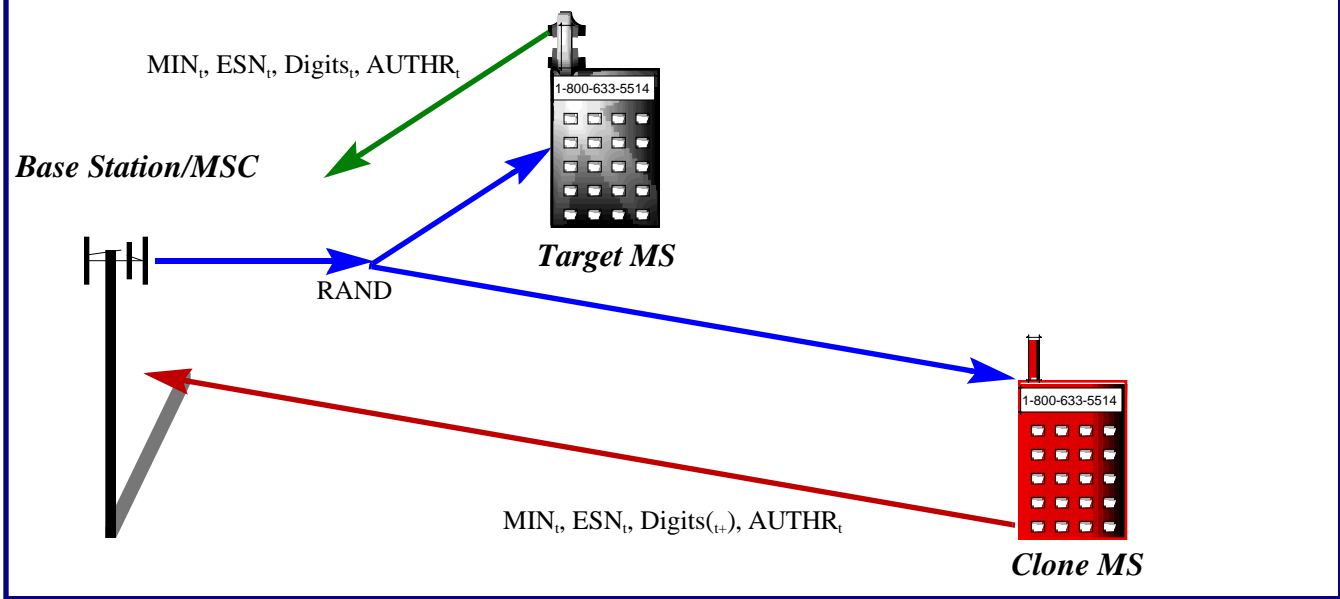 MINₜ, ESNₜ, Digitsₜ, AUTHRₜ
1-800-633-5514
Base Station/MSC
Target MS
RAND
1-800-633-5514
MINₜ, ESNₜ, Digits(ₜ₊), AUTHRₜ
Clone MS